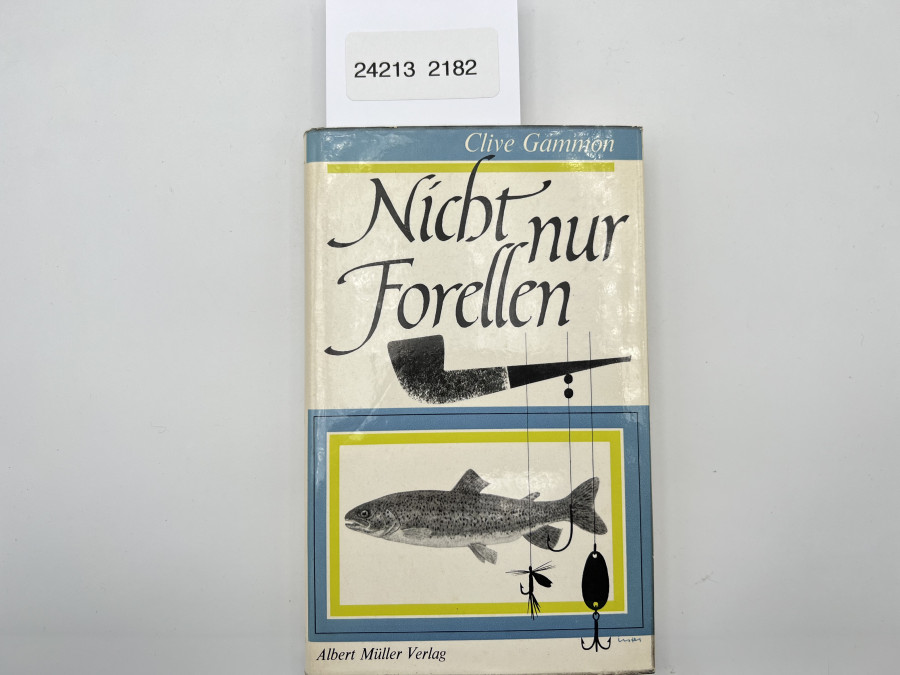 24213 2182
Clive Gammon
Nicht nur
Forellen
Albert Müller Verlag